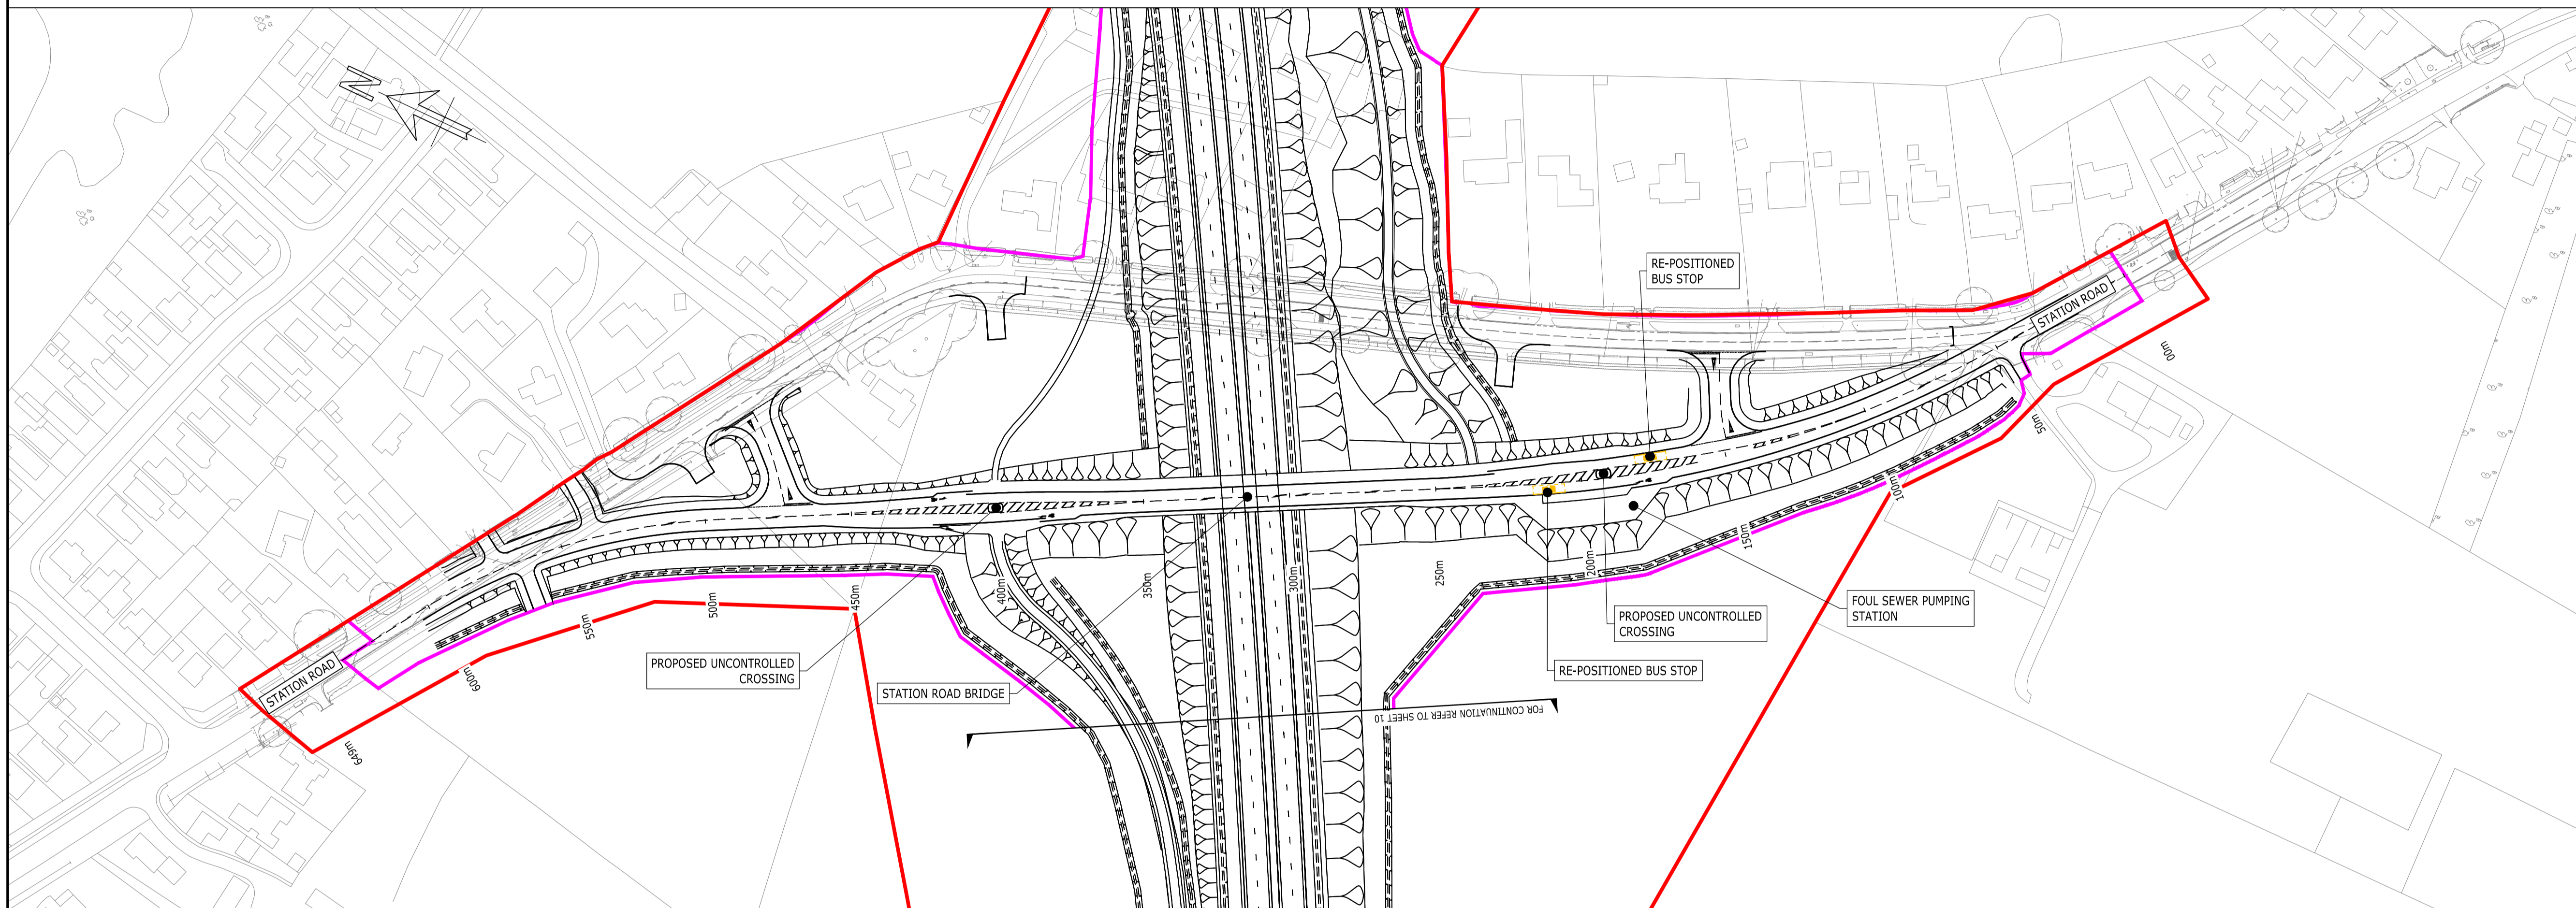 N
RE-POSITIONED
BUS STOP
STATION ROAD
00m
50m
100m
150m
200m
250m
300m
350m
400m
450m
500m
550m
600m
649m
STATION ROAD
PROPOSED UNCONTROLLED
CROSSING
STATION ROAD BRIDGE
FOUL SEWER PUMPING
STATION
PROPOSED UNCONTROLLED
CROSSING
RE-POSITIONED BUS STOP
FOR CONTINUATION REFER TO SHEET 10